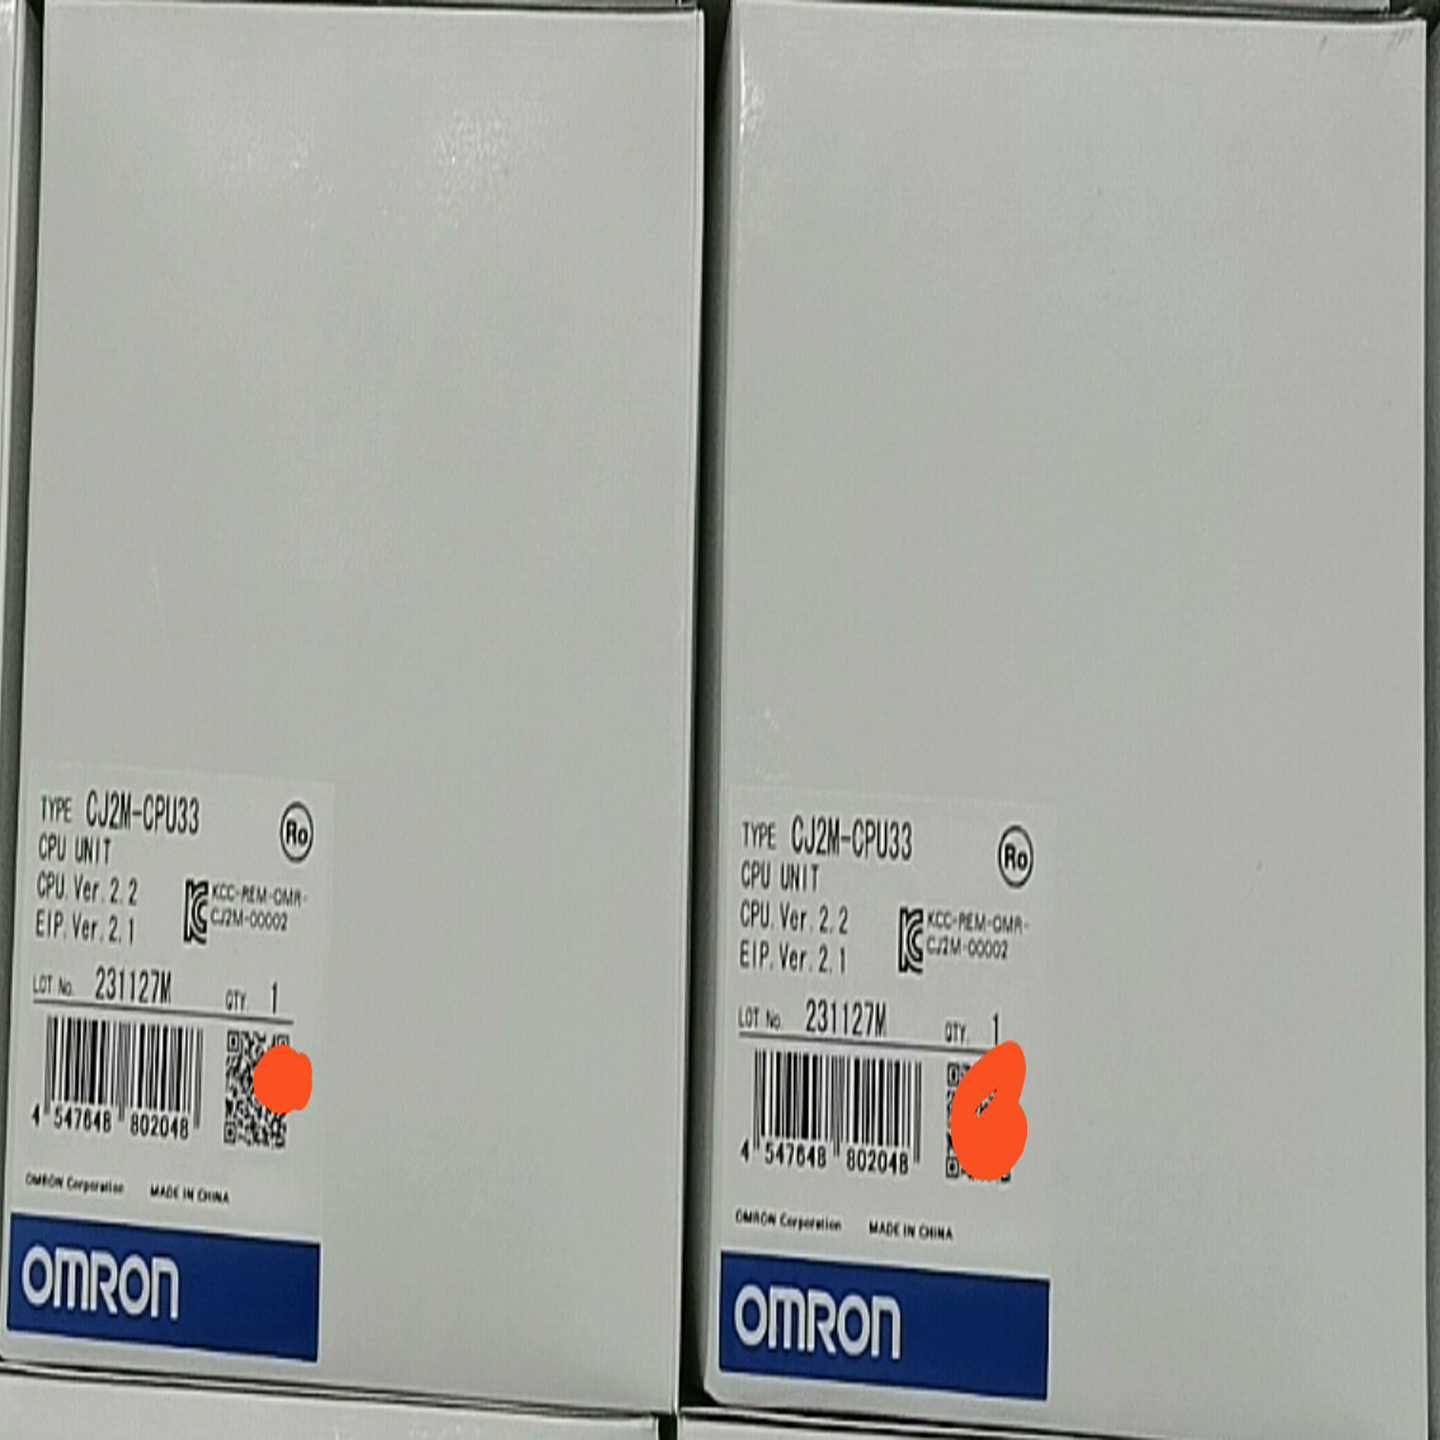 TYPE CJ2M-CPU33
Ro
CPU UNIT
CPU. Ver. 2.2
EIP. Ver. 2.1
KCC-REM-OMR-
CJ2M-00002
LOT No. 231127M QTY. 1
4 547648 802048
OMRON Corporation MADE IN CHINA
OMRON
TYPE CJ2M-CPU33
Ro
CPU UNIT
CPU. Ver. 2.2
EIP. Ver. 2.1
KCC-REM-OMR-
CJ2M-00002
LOT No. 231127M QTY. 1
4 547648 802048
OMRON Corporation MADE IN CHINA
OMRON